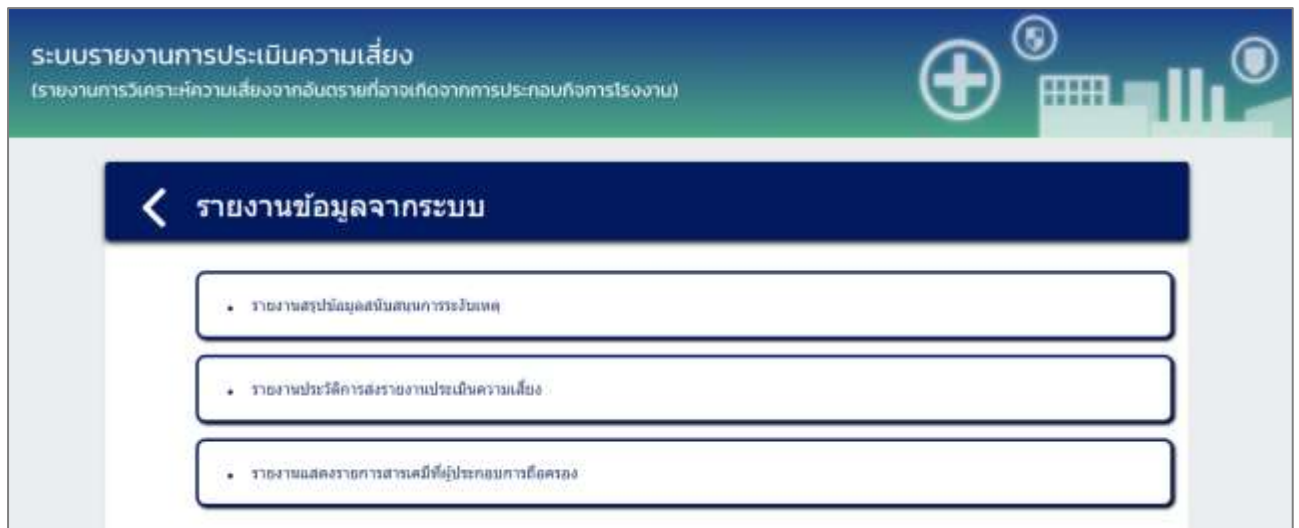 ระบบรายงานการประเมินความเสี่ยง
(รายงานการวิเคราะห์ความเสี่ยงจากอันตรายที่อาจเกิดจากการประกอบกิจการโรงงาน)
รายงานข้อมูลจากระบบ
• รายงานสรุปข้อมูลสนับสนุนการระงับเหตุ
• รายงานประวัติการส่งรายงานประเมินความเสี่ยง
• รายงานแสดงรายการสารเคมีที่ผู้ประกอบการถือครอง